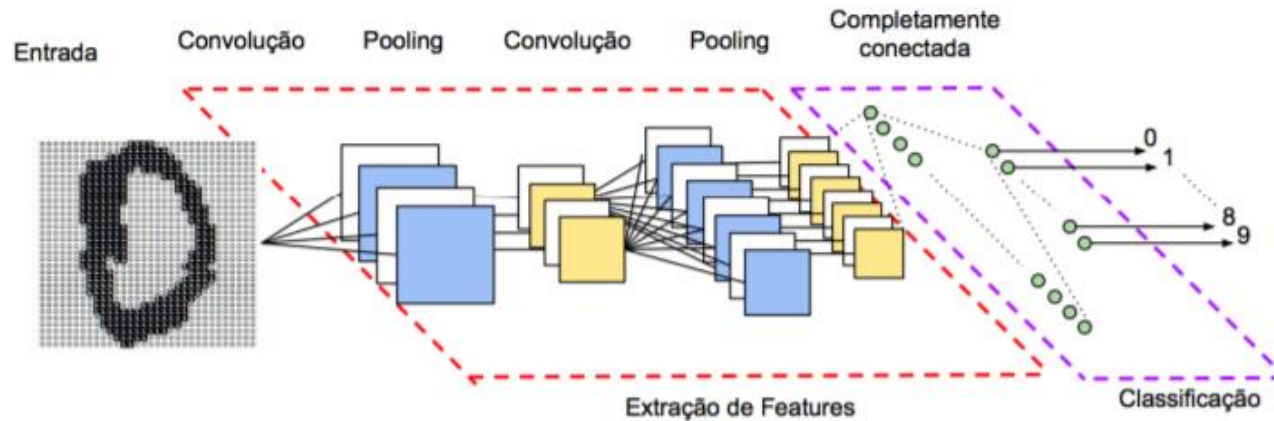 Entrada
Convolução
Pooling
Convolução
Pooling
Completamente
conectada
0
1
8
9
Extração de Features
Classificação